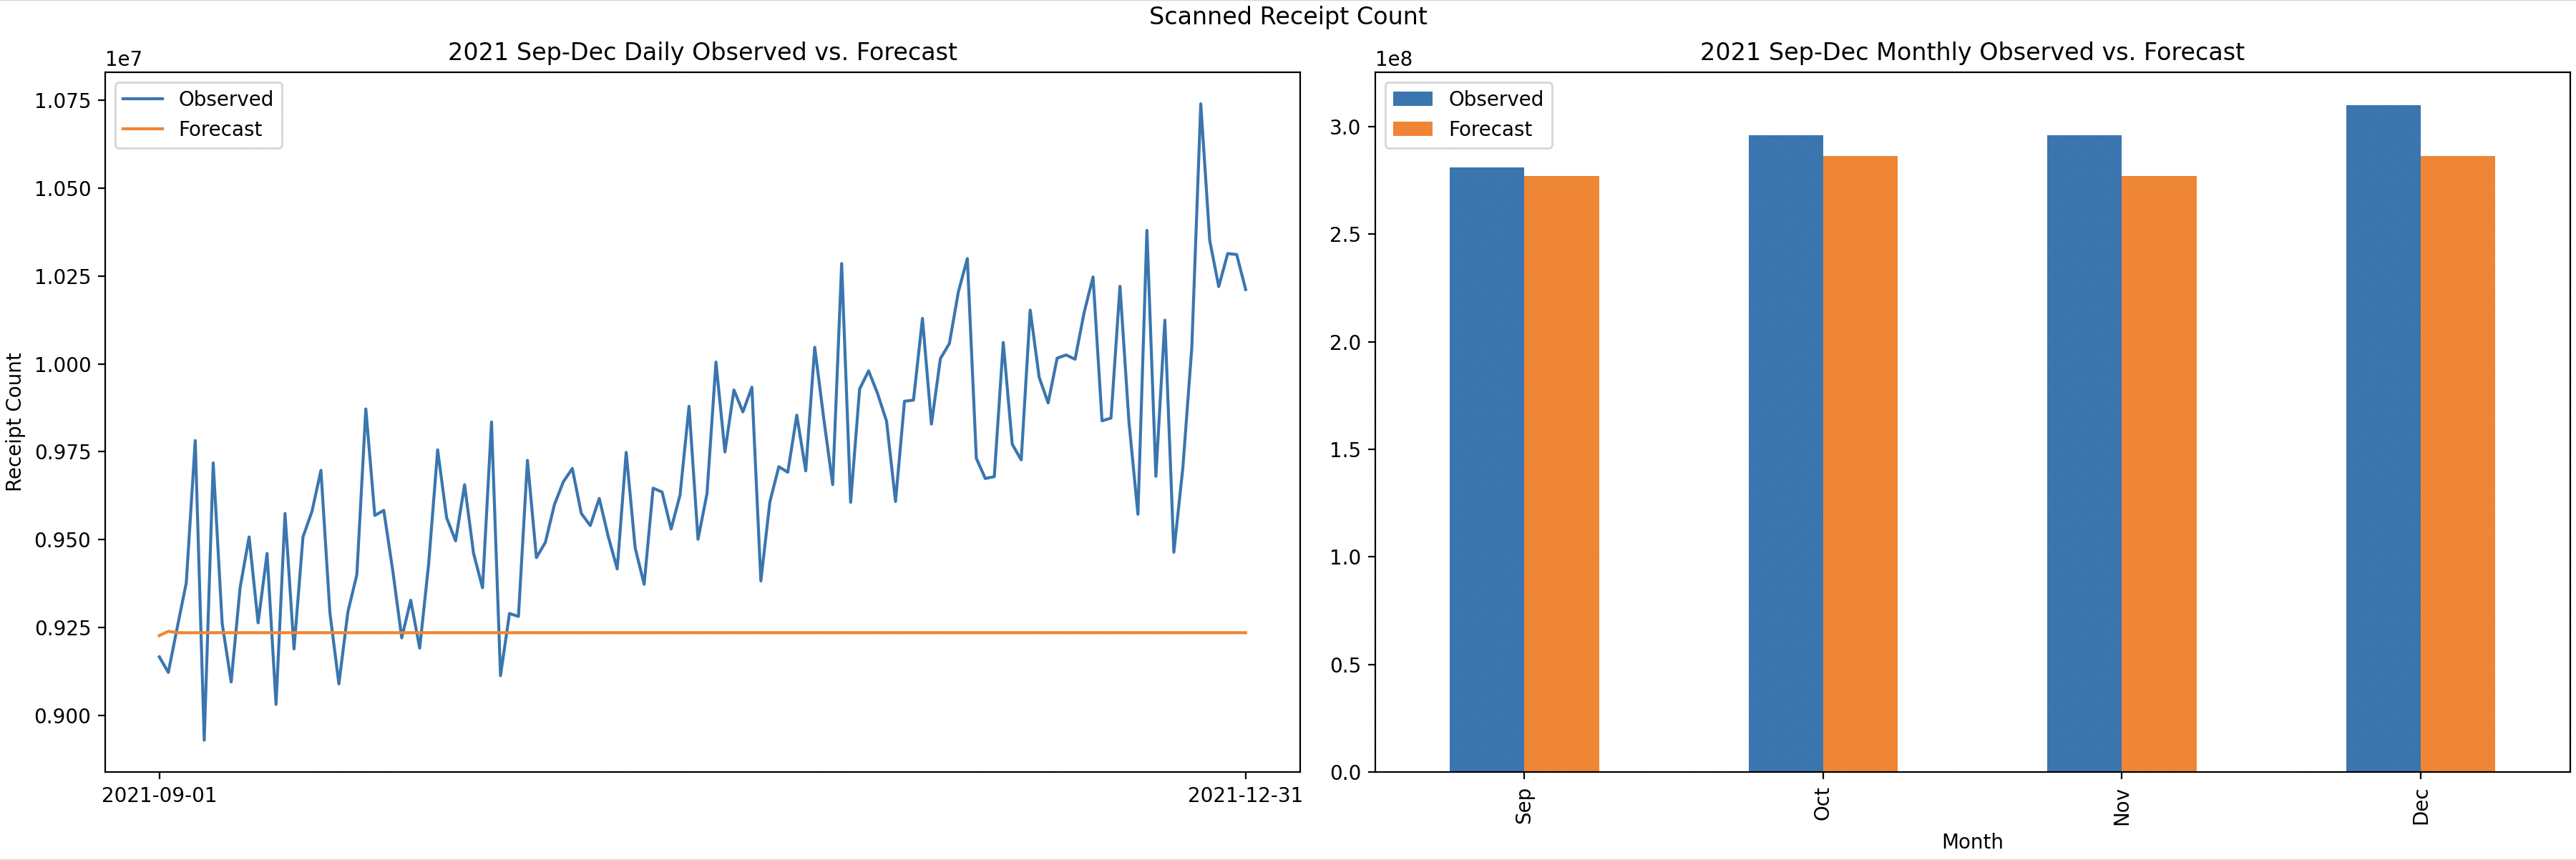 Scanned Receipt Count
2021 Sep-Dec Daily Observed vs. Forecast
1e7
Observed
Forecast
1.075
1.050
1.025
1.000
0.975
0.950
0.925
0.900
Receipt Count
2021-09-01
2021-12-31
2021 Sep-Dec Monthly Observed vs. Forecast
1e8
Observed
Forecast
3.0
2.5
2.0
1.5
1.0
0.5
0.0
Sep
Oct
Nov
Dec
Month